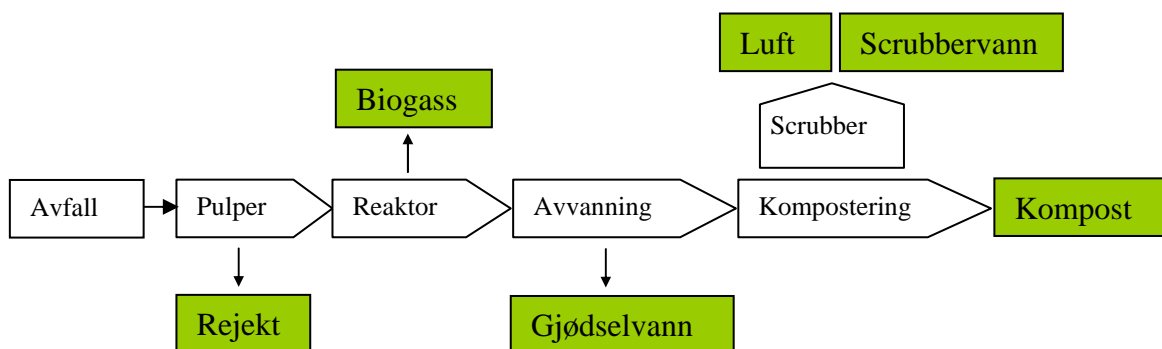 Luft
Scrubbervann
Biogass
Scrubber
Avfall
Pulper
Reaktor
Avvanning
Kompostering
Kompost
Rejekt
Gjødselvann